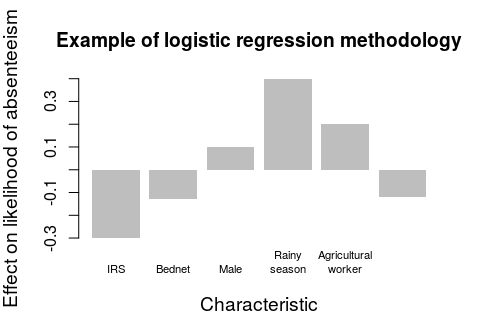 Example of logistic regression methodology
Effect on likelihood of absenteeism
0.3
0.1
-0.1
-0.3
IRS
Bednet
Male
Rainy
season
Agricultural
worker
Characteristic